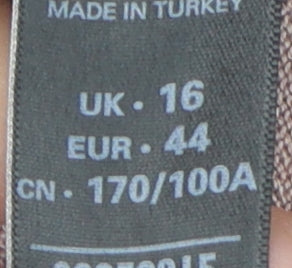 MADE IN TURKEY
UK • 16
EUR • 44
CN • 170/100A